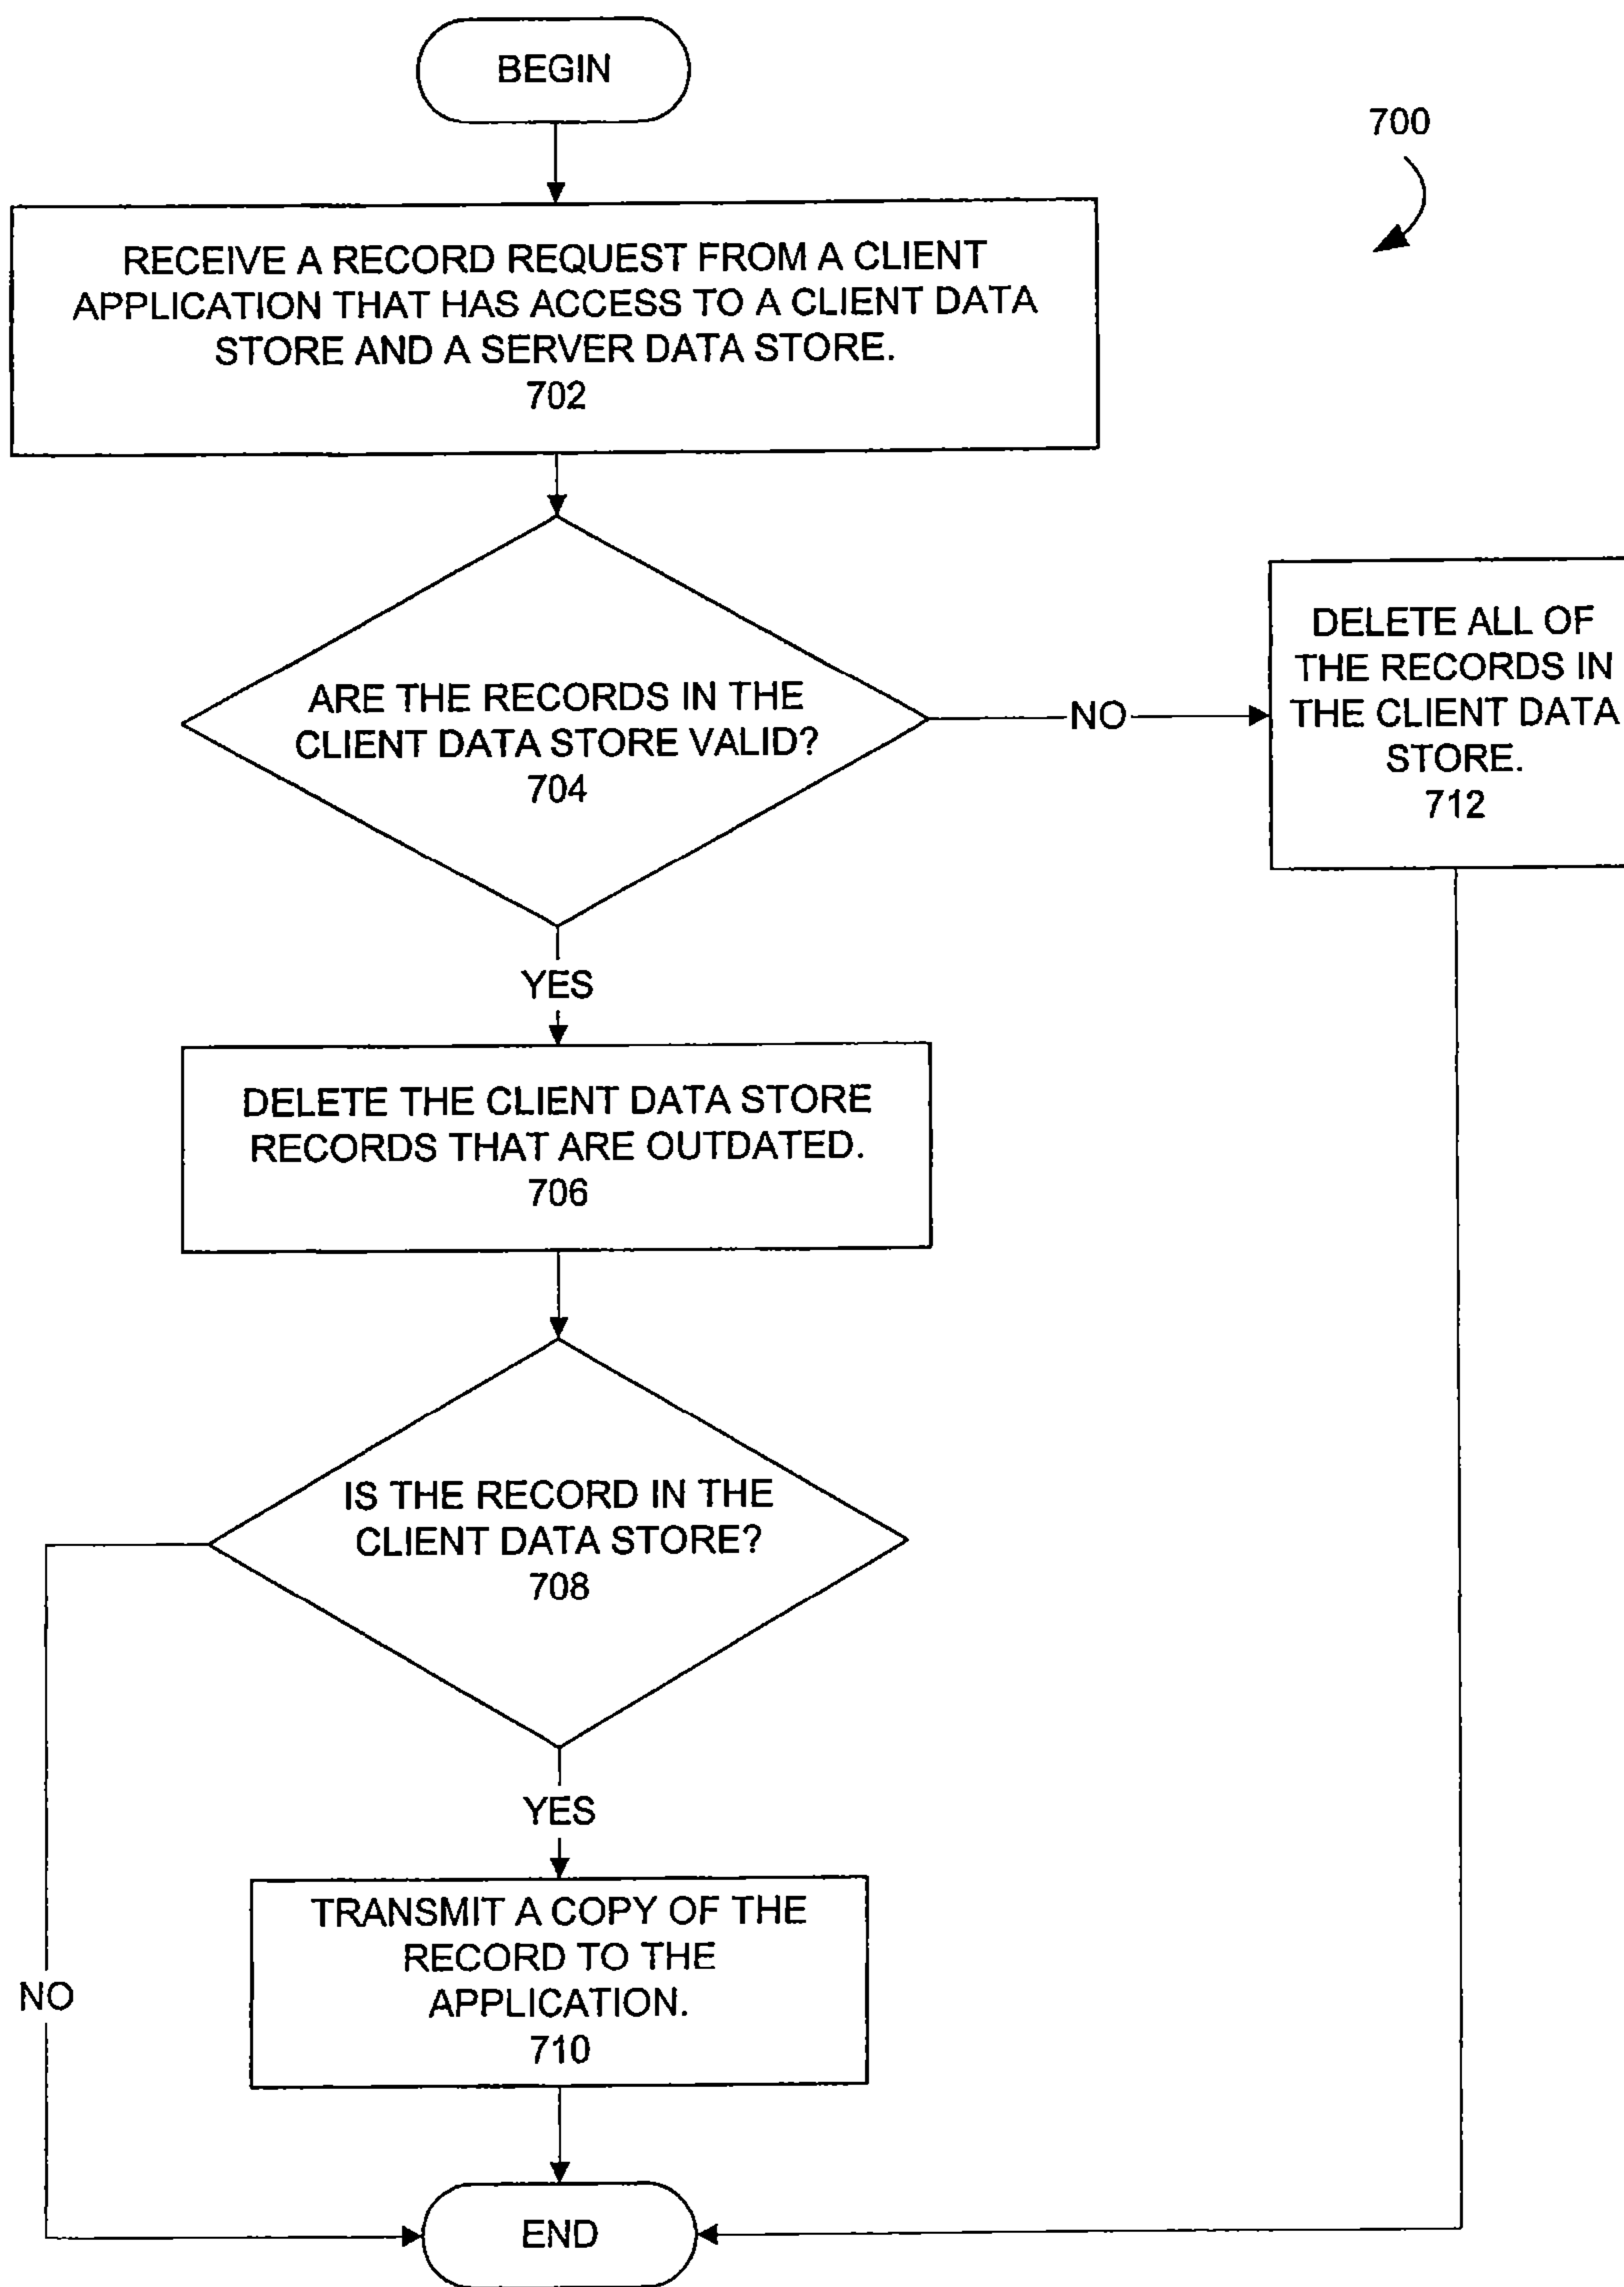 BEGIN
700
RECEIVE A RECORD REQUEST FROM A CLIENT
APPLICATION THAT HAS ACCESS TO A CLIENT DATA
STORE AND A SERVER DATA STORE.
702
ARE THE RECORDS IN THE
CLIENT DATA STORE VALID?
704
NO
DELETE ALL OF
THE RECORDS IN
THE CLIENT DATA
STORE.
712
YES
DELETE THE CLIENT DATA STORE
RECORDS THAT ARE OUTDATED.
706
IS THE RECORD IN THE
CLIENT DATA STORE?
708
YES
TRANSMIT A COPY OF THE
RECORD TO THE
APPLICATION.
710
NO
END